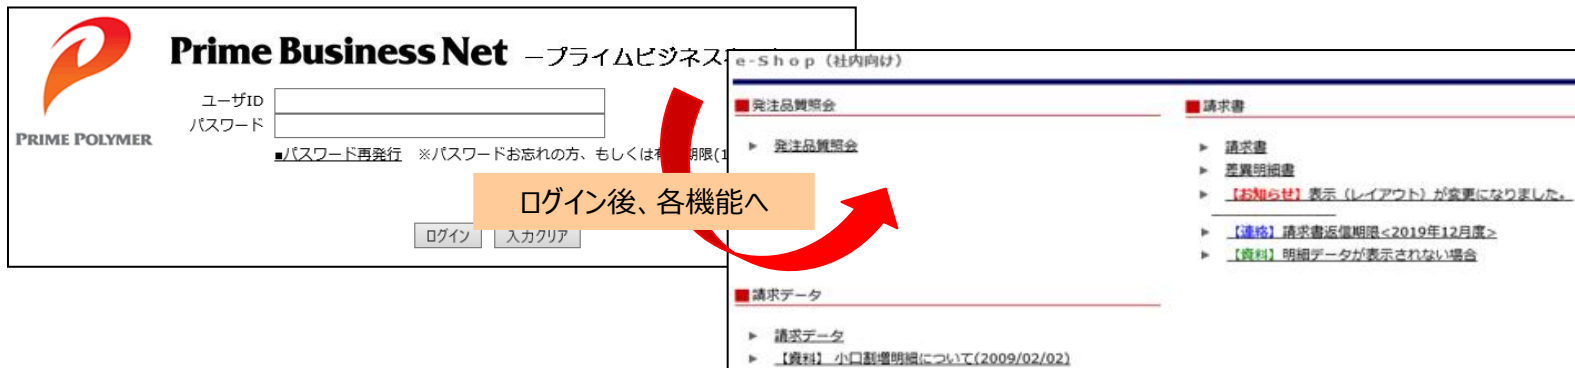 Prime Business Net －プライムビジネス
ユーザID
パスワード
PRIME POLYMER
■パスワード再発行 ※パスワードお忘れの方、もしくは有 期限(1
ログイン 入力クリア
ログイン後、各機能へ
e-Shop（社内向け）
■発注品質照会
▶ 発注品質照会
■請求書
▶ 請求書
▶ 差異明細書
▶ 【お知らせ】表示（レイアウト）が変更になりました。
▶ 【連絡】請求書返信期限<2019年12月度>
▶ 【資料】明細データが表示されない場合
■請求データ
▶ 請求データ
▶ 【資料】 小口割増明細について(2009/02/02)